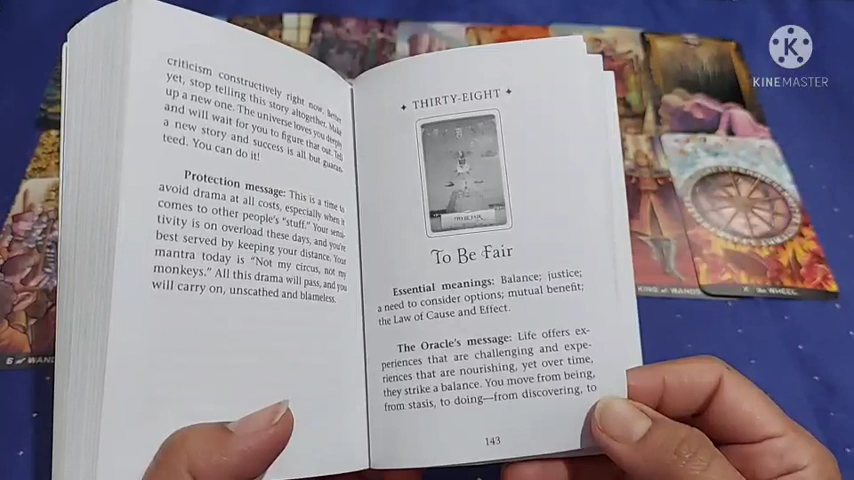 criticism constructively right now. Better
yet, stop telling this story altogether. Make
up a new one. The universe loves you deeply
and will wait for you to figure that out. Tell
a new story and success is all but guaran-
teed. You can do it!
Protection message: This is a time to
avoid drama at all costs, especially when it
comes to other people's "stuff." Your sensi-
tivity is on overload these days, and you're
best served by keeping your distance. Your
mantra today is "Not my circus, not my
monkeys." All this drama will pass, and you
will carry on, unscathed and blameless.
THIRTY-EIGHT
TO BE FAIR
To Be Fair
Essential meanings: Balance; justice;
a need to consider options; mutual benefit;
the Law of Cause and Effect.
The Oracle's message: Life offers ex-
periences that are challenging and expe-
riences that are nourishing, yet over time,
they strike a balance. You move from being,
from stasis, to doing—from discovering, to
143
KINEMASTER
6 WANDS
KING of WANDS
X THE WHEEL